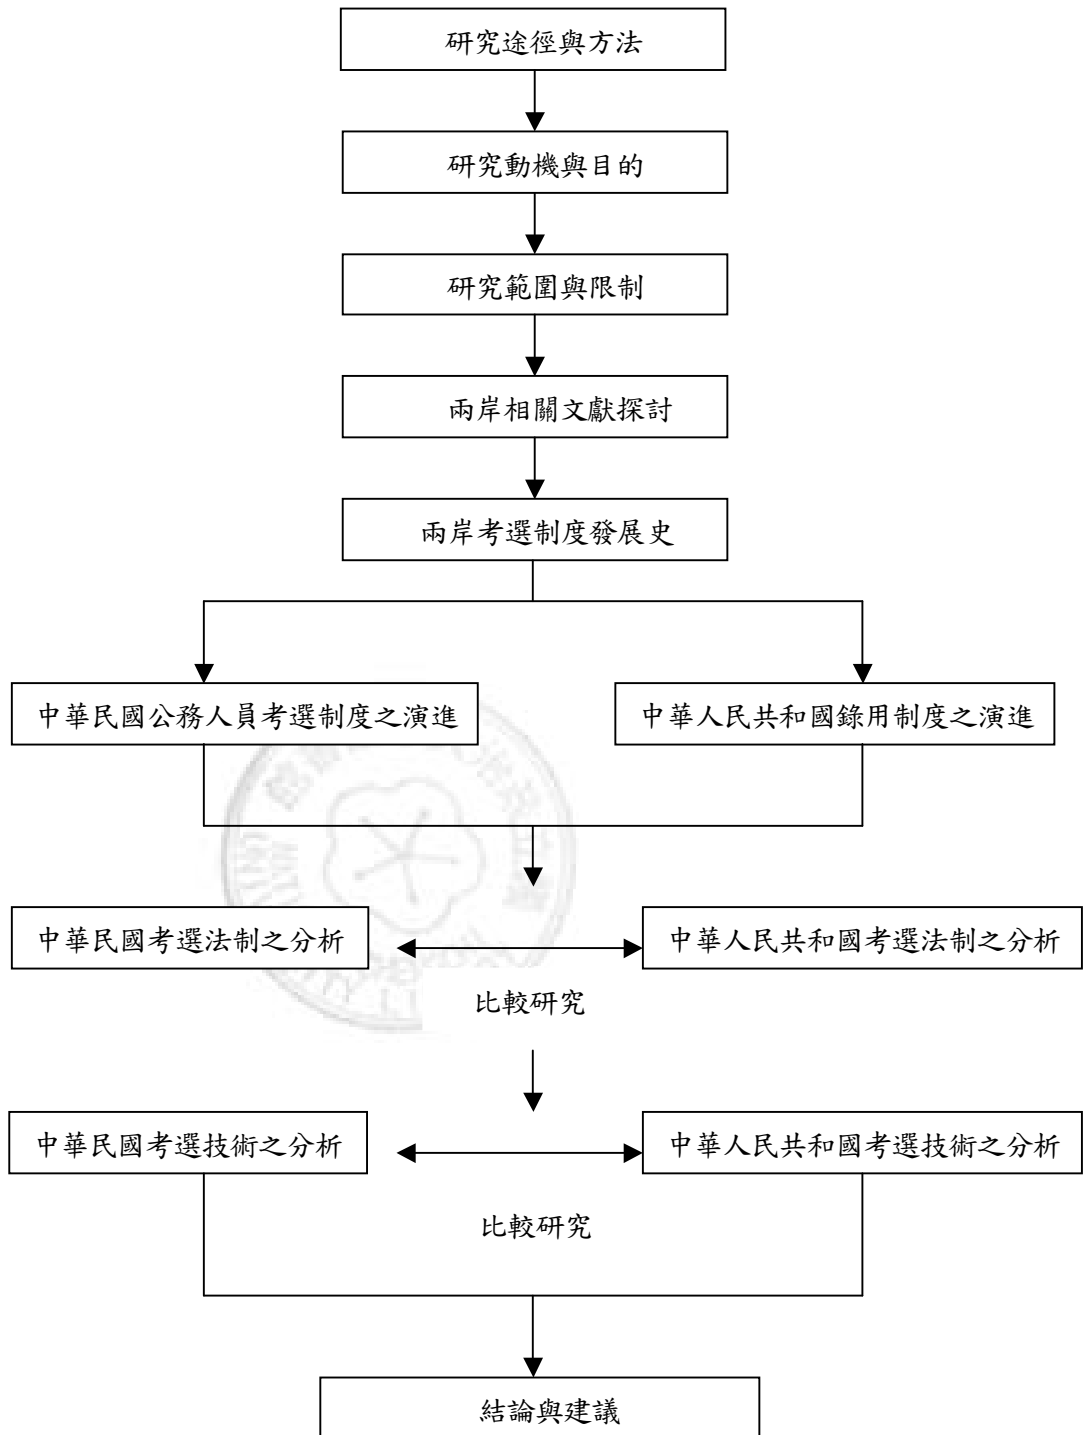 研究途徑與方法
研究動機與目的
研究範圍與限制
兩岸相關文獻探討
兩岸考選制度發展史
中華民國公務人員考選制度之演進
中華人民共和國錄用制度之演進
中華民國考選法制之分析
中華人民共和國考選法制之分析
比較研究
中華民國考選技術之分析
中華人民共和國考選技術之分析
比較研究
結論與建議